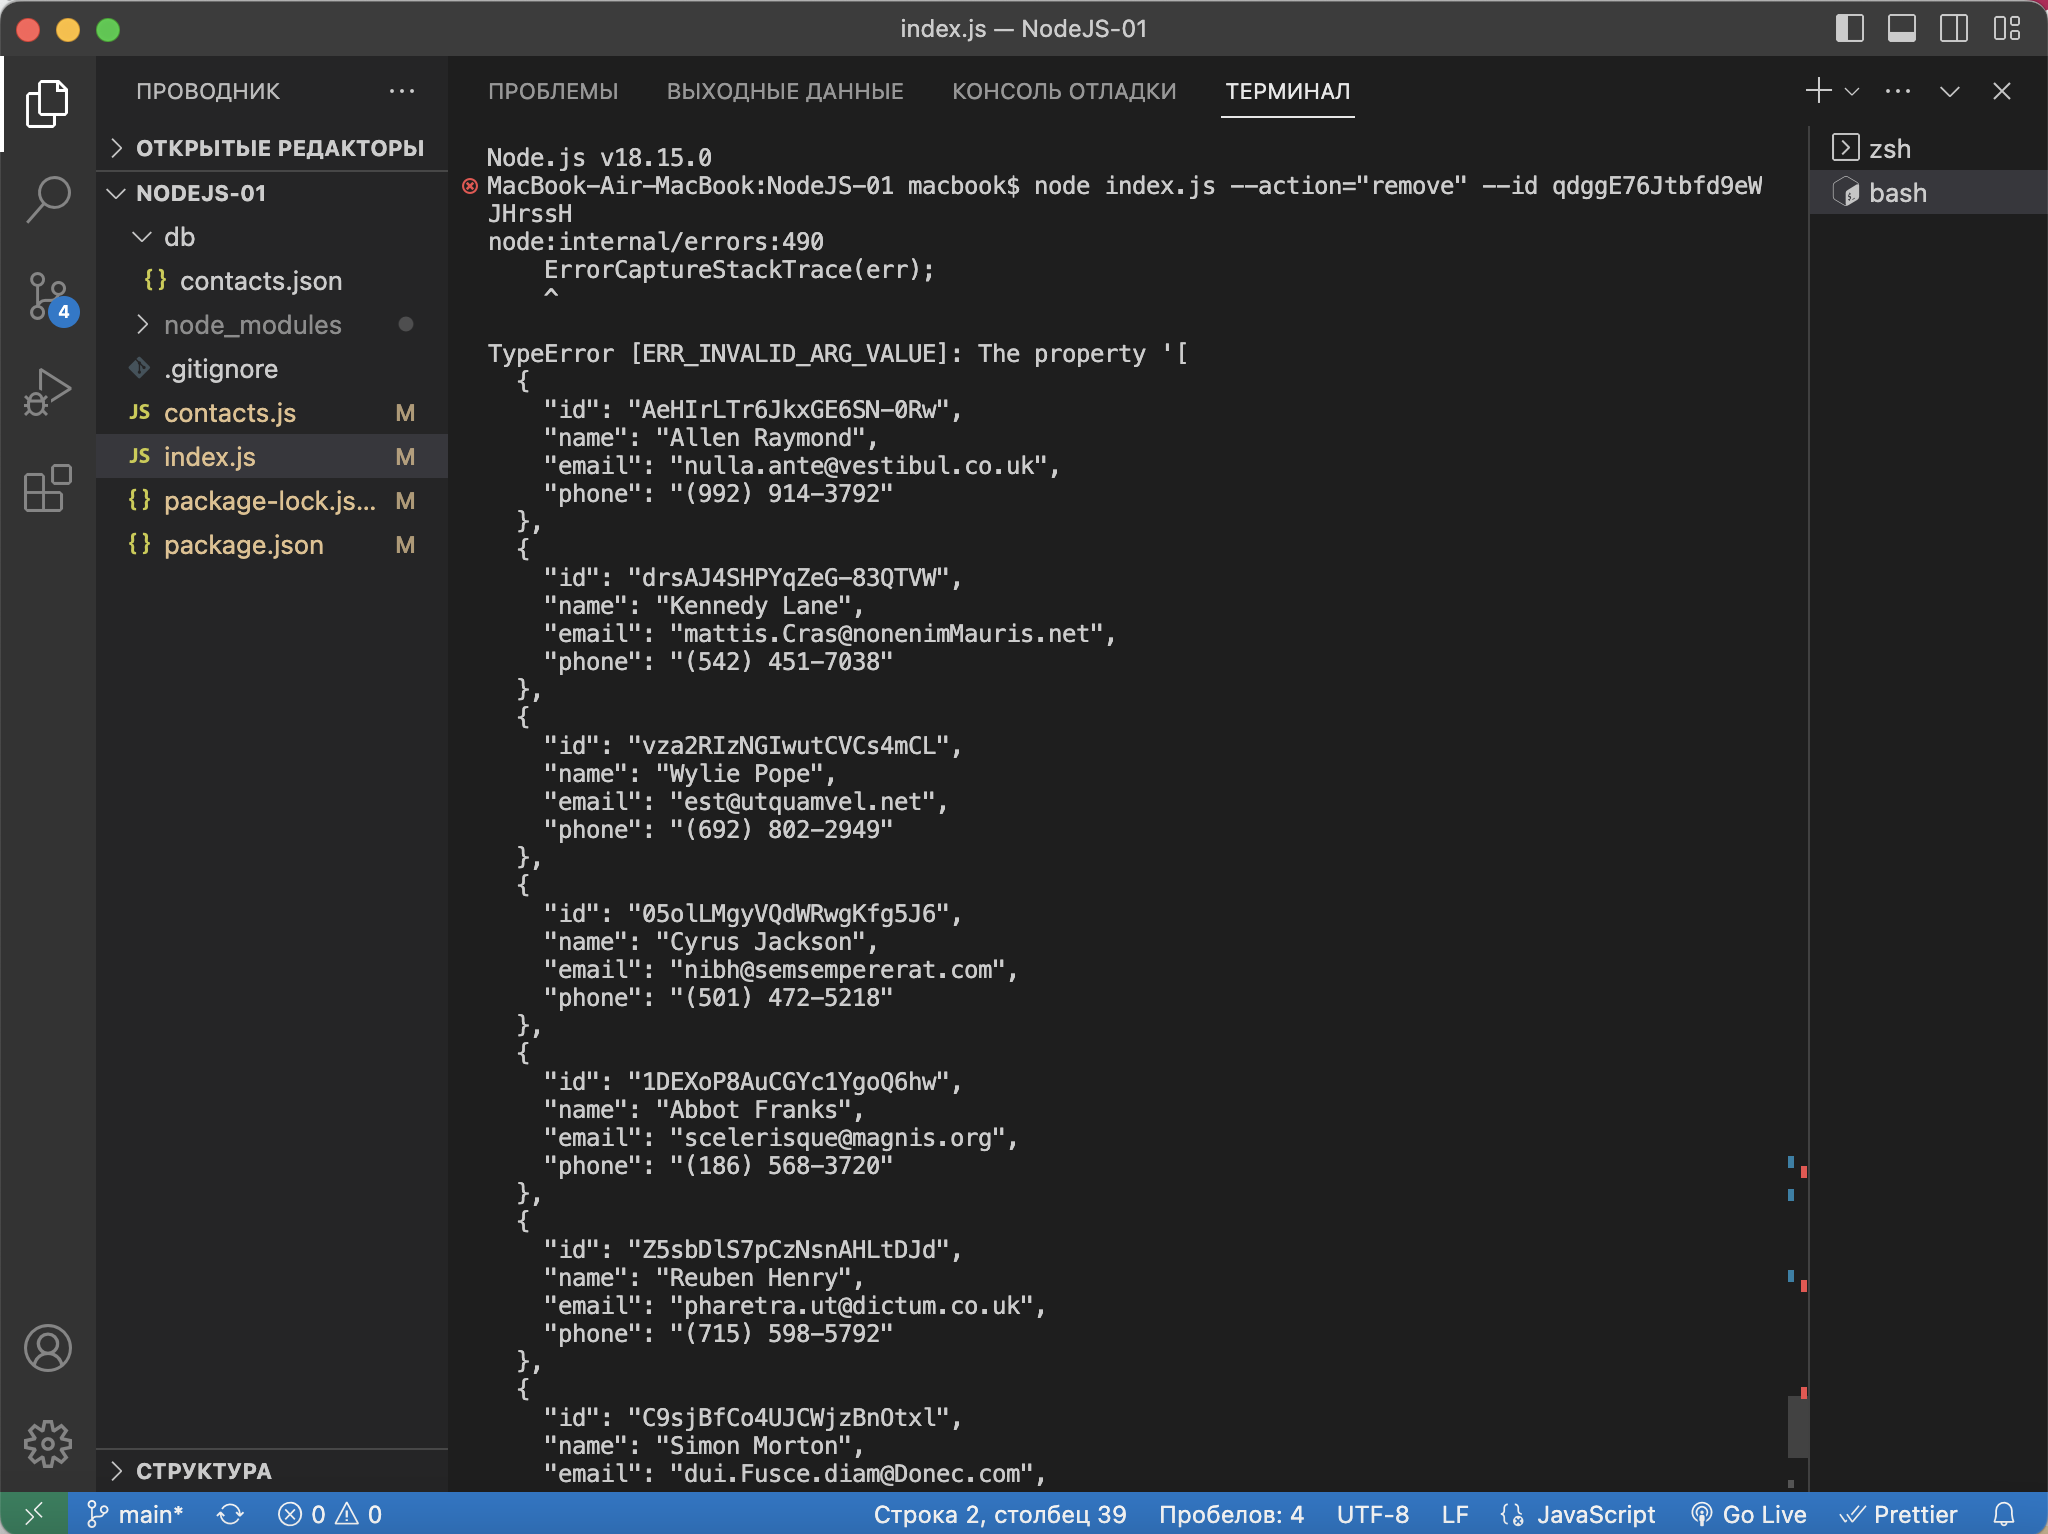 index.js — NodeJS-01
ПРОВОДНИК
ОТКРЫТЫЕ РЕДАКТОРЫ
NODEJS-01
db
{} contacts.json
node_modules
.gitignore
JS contacts.js M
JS index.js M
{} package-lock.js... M
{} package.json M
СТРУКТУРА
4
ПРОБЛЕМЫ ВЫХОДНЫЕ ДАННЫЕ КОНСОЛЬ ОТЛАДКИ ТЕРМИНАЛ
Node.js v18.15.0
MacBook-Air-MacBook:NodeJS-01 macbook$ node index.js --action="remove" --id qdggE76Jtbfd9eW
JHrssH
node:internal/errors:490
ErrorCaptureStackTrace(err);
^
TypeError [ERR_INVALID_ARG_VALUE]: The property '[
{
"id": "AeHIrLTr6JkxGE6SN-0Rw",
"name": "Allen Raymond",
"email": "nulla.ante@vestibul.co.uk",
"phone": "(992) 914-3792"
},
{
"id": "drsAJ4SHPYqZeG-83QTVW",
"name": "Kennedy Lane",
"email": "mattis.Cras@nonenimMauris.net",
"phone": "(542) 451-7038"
},
{
"id": "vza2RIzNGIwutCVCs4mCL",
"name": "Wylie Pope",
"email": "est@utquamvel.net",
"phone": "(692) 802-2949"
},
{
"id": "05olLMgyVQdWRwgKfg5J6",
"name": "Cyrus Jackson",
"email": "nibh@semsempererat.com",
"phone": "(501) 472-5218"
},
{
"id": "1DEXoP8AuCGYc1YgoQ6hw",
"name": "Abbot Franks",
"email": "scelerisque@magnis.org",
"phone": "(186) 568-3720"
},
{
"id": "Z5sbDlS7pCzNsnAHLtDJd",
"name": "Reuben Henry",
"email": "pharetra.ut@dictum.co.uk",
"phone": "(715) 598-5792"
},
{
"id": "C9sjBfCo4UJCWjzBnOtxl",
"name": "Simon Morton",
"email": "dui.Fusce.diam@Donec.com",
zsh
bash
main* 0 0 Строка 2, столбец 39 Пробелов: 4 UTF-8 LF JavaScript Go Live Prettier